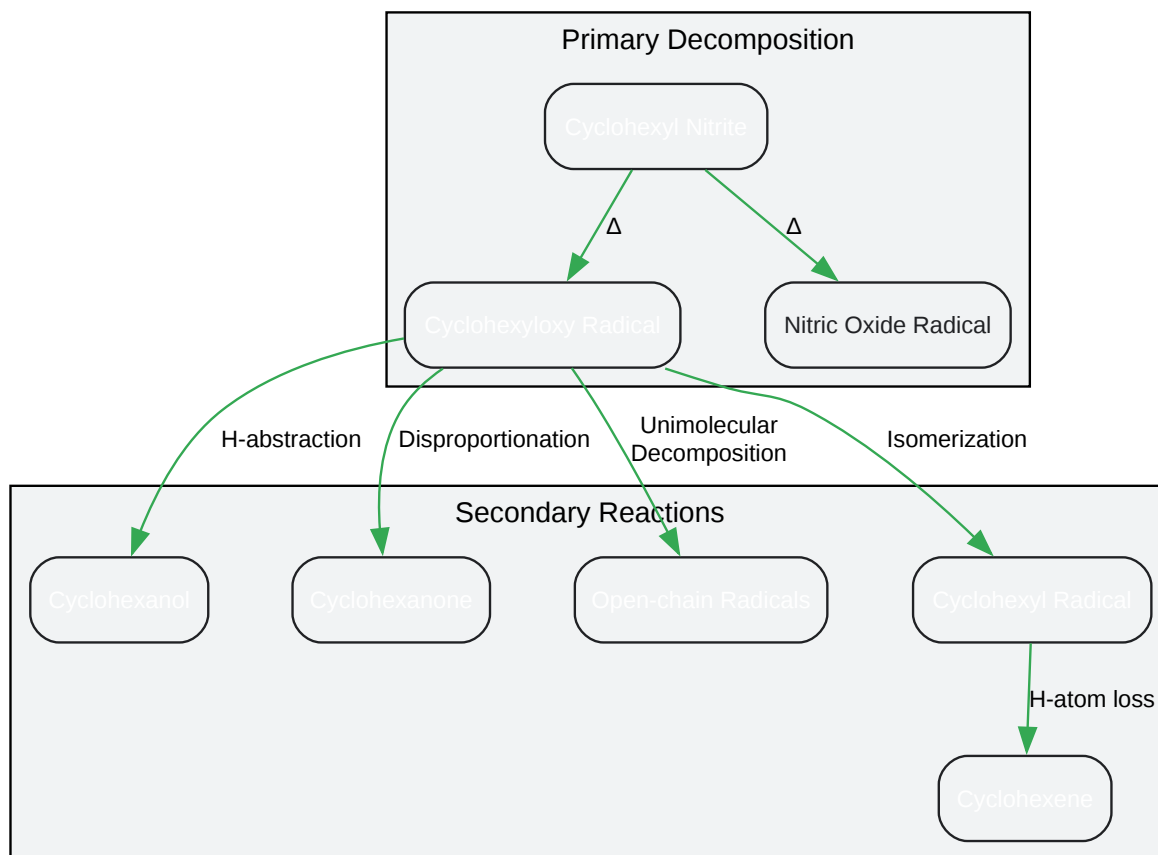 Primary Decomposition
Cyclohexyl Nitrite
Δ
Δ
Cyclohexyloxy Radical
Nitric Oxide Radical
H-abstraction
Disproportionation
Unimolecular
Decomposition
Isomerization
Secondary Reactions
Cyclohexanol
Cyclohexanone
Open-chain Radicals
Cyclohexyl Radical
H-atom loss
Cyclohexene